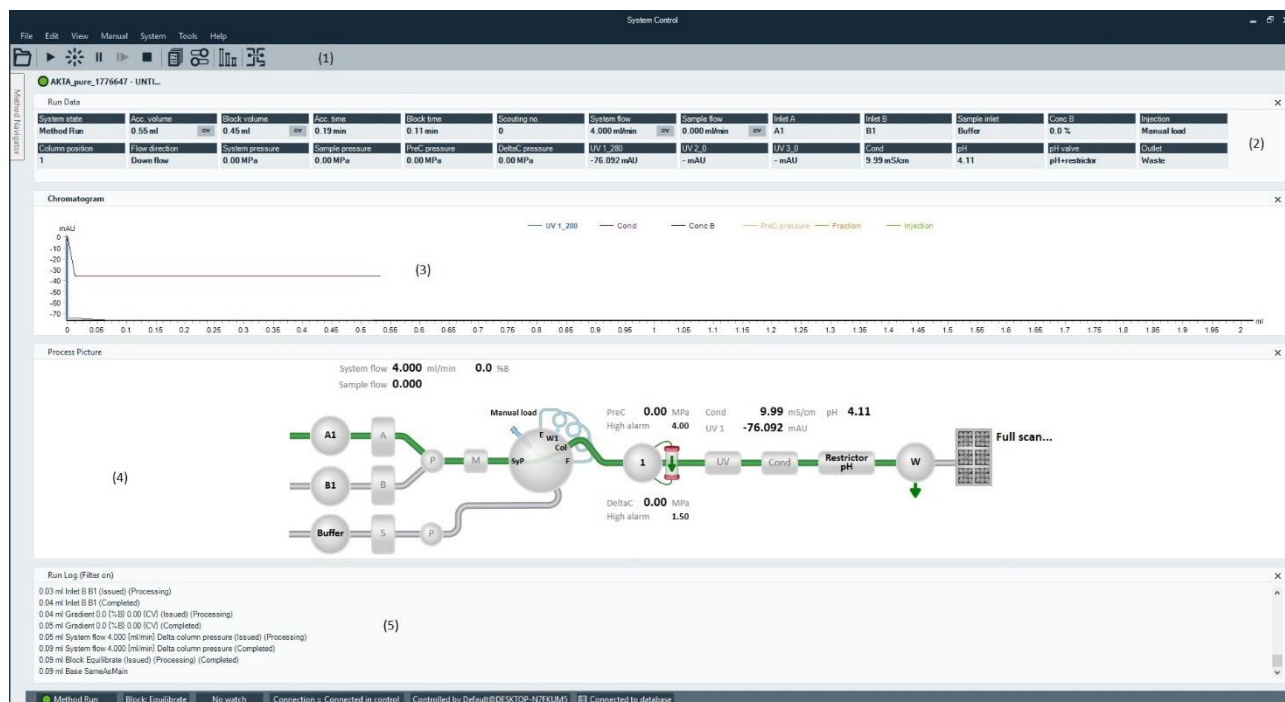 System Control
File Edit View Manual System Tools Help
(1)
AKTA_pure_1776647 - UNTI...
Method Navigator
Run Data
System state Acc. volume Block volume Acc. time Block time Scouting no. System flow Sample flow Inlet A Inlet B Sample inlet Conc B Injection
Method Run 0.55 ml cv 0.45 ml cv 0.19 min 0.11 min 0 4.000 ml/min cv 0.000 ml/min cv A1 B1 Buffer 0.0 % Manual load
Column position Flow direction System pressure Sample pressure PreC pressure DeltaC pressure UV 1_280 UV 2_0 UV 3_0 Cond pH pH valve Outlet
1 Down flow 0.00 MPa 0.00 MPa 0.00 MPa 0.00 MPa -76.092 mAU - mAU - mAU 9.99 mS/cm 4.11 pH+restrictor Waste
(2)
Chromatogram
mAU
UV 1_280 Cond Conc B PreC pressure Fraction Injection
0
-10
-20
-30
-40
-50
-60
-70
(3)
0 0.05 0.1 0.15 0.2 0.25 0.3 0.35 0.4 0.45 0.5 0.55 0.6 0.65 0.7 0.75 0.8 0.85 0.9 0.95 1 1.05 1.1 1.15 1.2 1.25 1.3 1.35 1.4 1.45 1.5 1.55 1.6 1.65 1.7 1.75 1.8 1.85 1.9 1.95 2 ml
Process Picture
System flow 4.000 ml/min 0.0 %B
Sample flow 0.000
Manual load
PreC 0.00 MPa Cond 9.99 mS/cm pH 4.11
High alarm 4.00 UV 1 -76.092 mAU
E W1
Col
SyP F
A1 A
P M
1 UV Cond Restrictor pH W
Full scan...
B1 B
(4)
Buffer S P
DeltaC 0.00 MPa
High alarm 1.50
Run Log (Filter on)
0.03 ml Inlet B B1 (Issued) (Processing)
0.04 ml Inlet B B1 (Completed)
0.04 ml Gradient 0.0 {%B} 0.00 {CV} (Issued) (Processing)
0.05 ml Gradient 0.0 {%B} 0.00 {CV} (Completed)
0.05 ml System flow 4.000 {ml/min} Delta column pressure (Issued) (Processing)
0.09 ml System flow 4.000 {ml/min} Delta column pressure (Completed)
0.09 ml Block Equilibrate (Issued) (Processing) (Completed)
0.09 ml Base SameAsMain
(5)
Method Run Block: Equilibrate No watch Connection = Connected in control Controlled by Default@DESKTOP-N7FKUM5 Connected to database